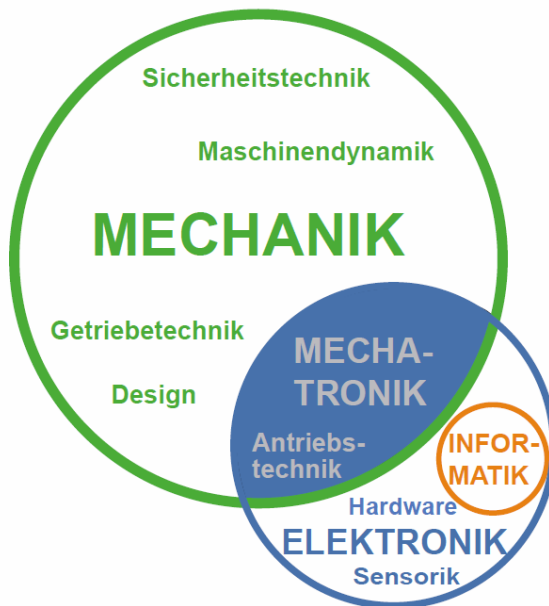 Sicherheitstechnik
Maschinendynamik
MECHANIK
Getriebetechnik
Design
MECHA-
TRONIK
Antriebs-
technik
INFOR-
MATIK
Hardware
ELEKTRONIK
Sensorik